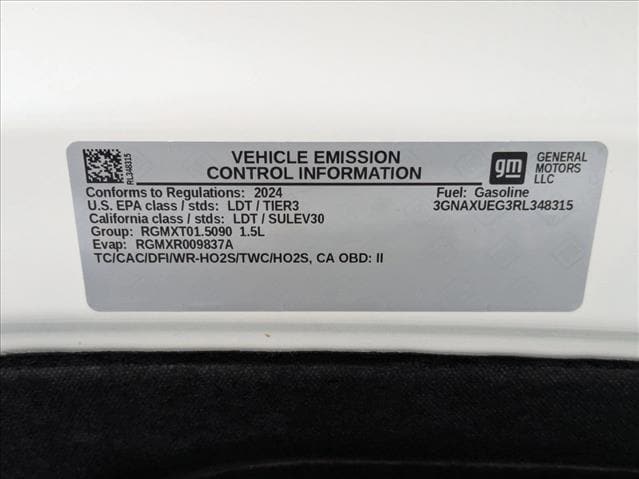 RL348315
VEHICLE EMISSION
CONTROL INFORMATION
gm
GENERAL
MOTORS
LLC
Conforms to Regulations: 2024
Fuel: Gasoline
U.S. EPA class / stds: LDT / TIER3
3GNAXUEG3RL348315
California class / stds: LDT / SULEV30
Group: RGMXT01.5090 1.5L
Evap: RGMXR009837A
TC/CAC/DFI/WR-HO2S/TWC/HO2S, CA OBD: II